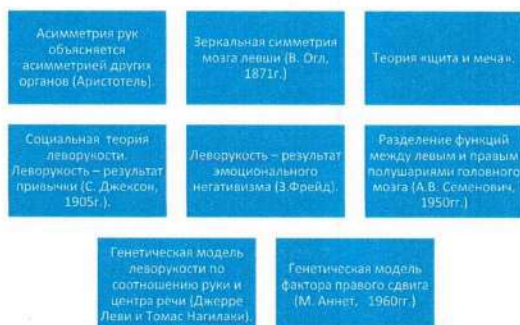 Асимметрия рук
объясняется
асимметрией других
органов (Аристотель).
Зеркальная симметрия
мозга левши (В. Огл,
1871г.)
Теория «щита и меча».
Социальная теория
леворукости.
Леворукость – результат
привычки (С. Джексон,
1905г.).
Леворукость – результат
эмоционального
негативизма (З.Фрейд).
Разделение функций
между левым и правым
полушариями головного
мозга (А.В. Семенович,
1950гг.)
Генетическая модель
леворукости по
соотношению руки и
центра речи (Джерре
Леви и Томас Нагилаки).
Генетическая модель
фактора правого сдвига
(М. Аннет, 1960гг.)